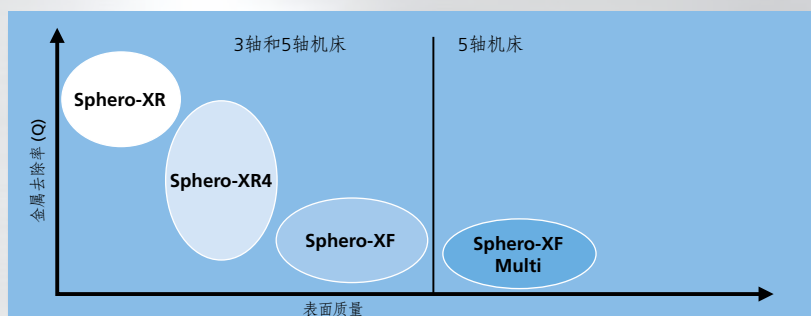 3轴和5轴机床
5轴机床
金属去除率 (Q)
Sphero-XR
Sphero-XR4
Sphero-XF
Sphero-XF
Multi
表面质量